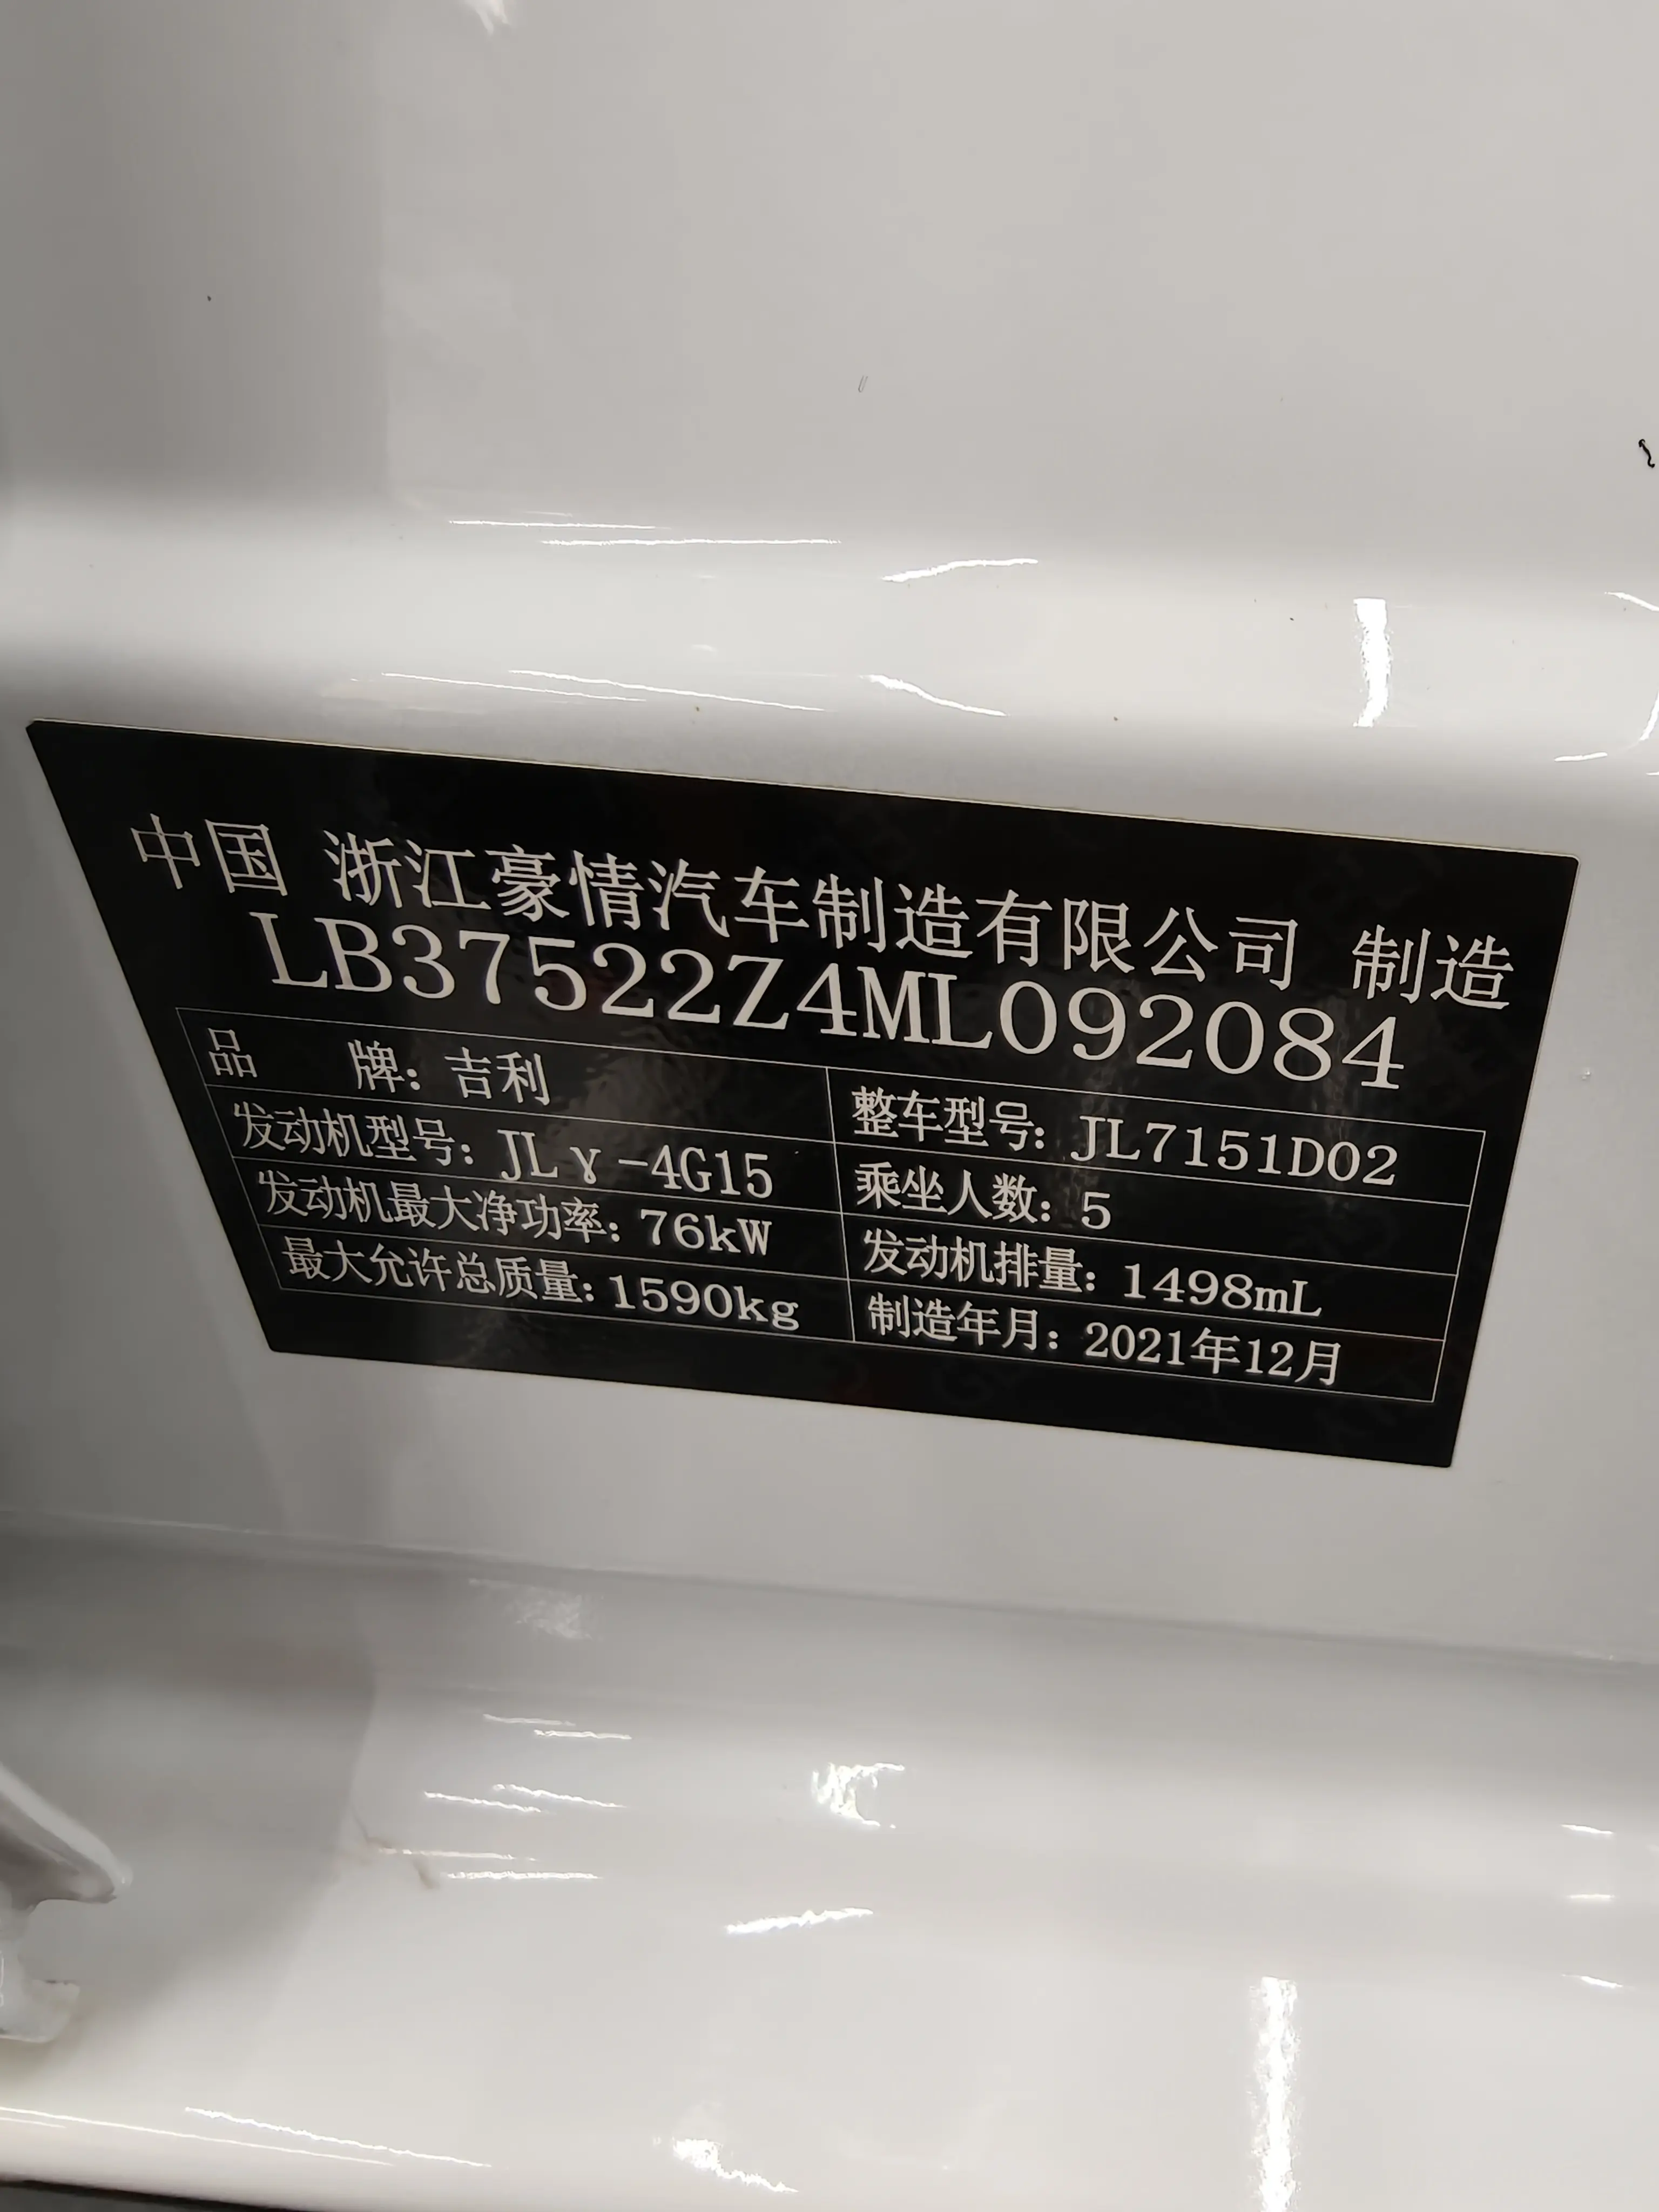 中国 浙江豪情汽车制造有限公司 制造
LB37522Z4ML092084
品 牌：吉利 整车型号：JL7151D02
发动机型号：JLγ-4G15 乘坐人数：5
发动机最大净功率：76kW 发动机排量：1498mL
最大允许总质量：1590kg 制造年月：2021年12月